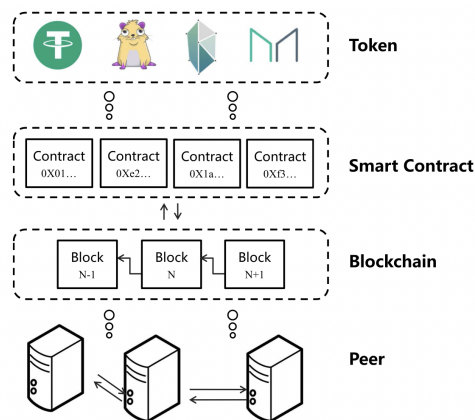 Token
Contract Contract Contract Contract
0X01... 0Xc2... 0X1a... 0Xf3...
Smart Contract
Block Block Block
N-1 N N+1
Blockchain
Peer